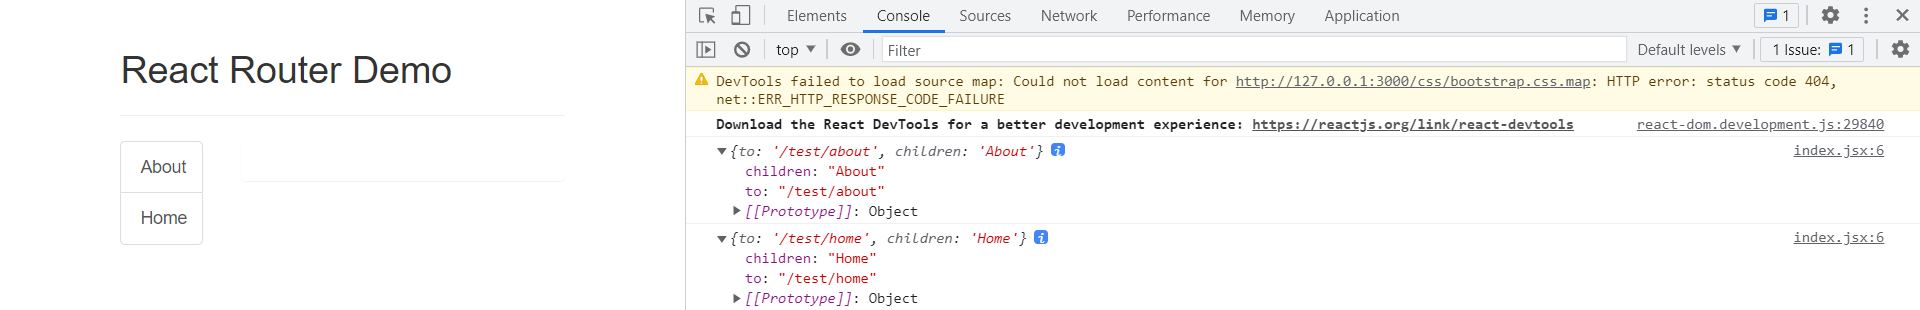 React Router Demo
About
Home
Elements Console Sources Network Performance Memory Application 1
top Filter Default levels 1 Issue: 1
DevTools failed to load source map: Could not load content for http://127.0.0.1:3000/css/bootstrap.css.map: HTTP error: status code 404,
net::ERR_HTTP_RESPONSE_CODE_FAILURE
Download the React DevTools for a better development experience: https://reactjs.org/link/react-devtools react-dom.development.js:29840
{to: '/test/about', children: 'About'} index.jsx:6
children: "About"
to: "/test/about"
[[Prototype]]: Object
{to: '/test/home', children: 'Home'} index.jsx:6
children: "Home"
to: "/test/home"
[[Prototype]]: Object